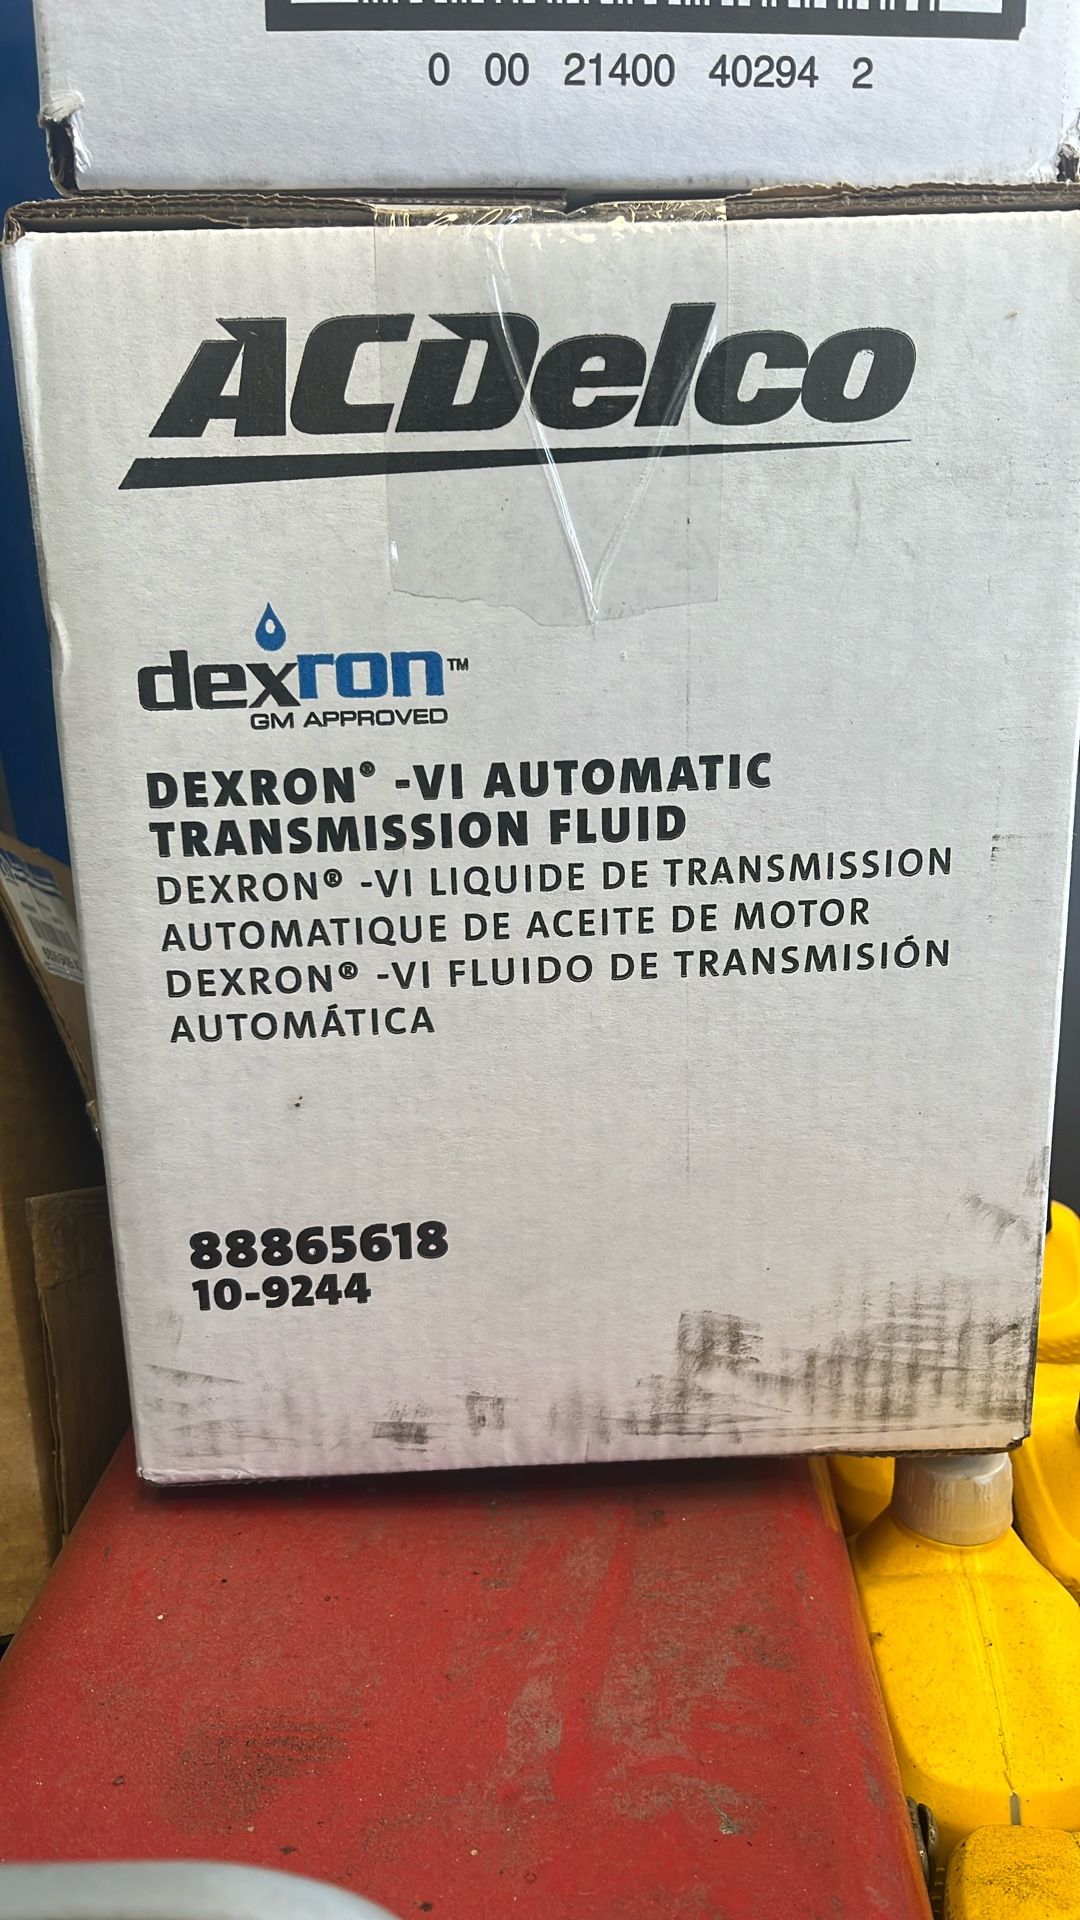 0 00 21400 40294 2
ACDelco
dexron™
GM APPROVED
DEXRON® -VI AUTOMATIC
TRANSMISSION FLUID
DEXRON® -VI LIQUIDE DE TRANSMISSION
AUTOMATIQUE DE ACEITE DE MOTOR
DEXRON® -VI FLUIDO DE TRANSMISIÓN
AUTOMÁTICA
88865618
10-9244